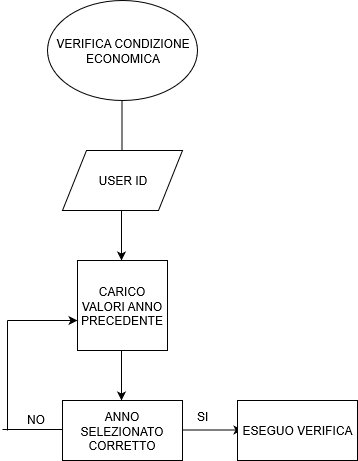 VERIFICA CONDIZIONE
ECONOMICA
USER ID
CARICO
VALORI ANNO
PRECEDENTE
NO
ANNO
SELEZIONATO
CORRETTO
SI
ESEGUO VERIFICA